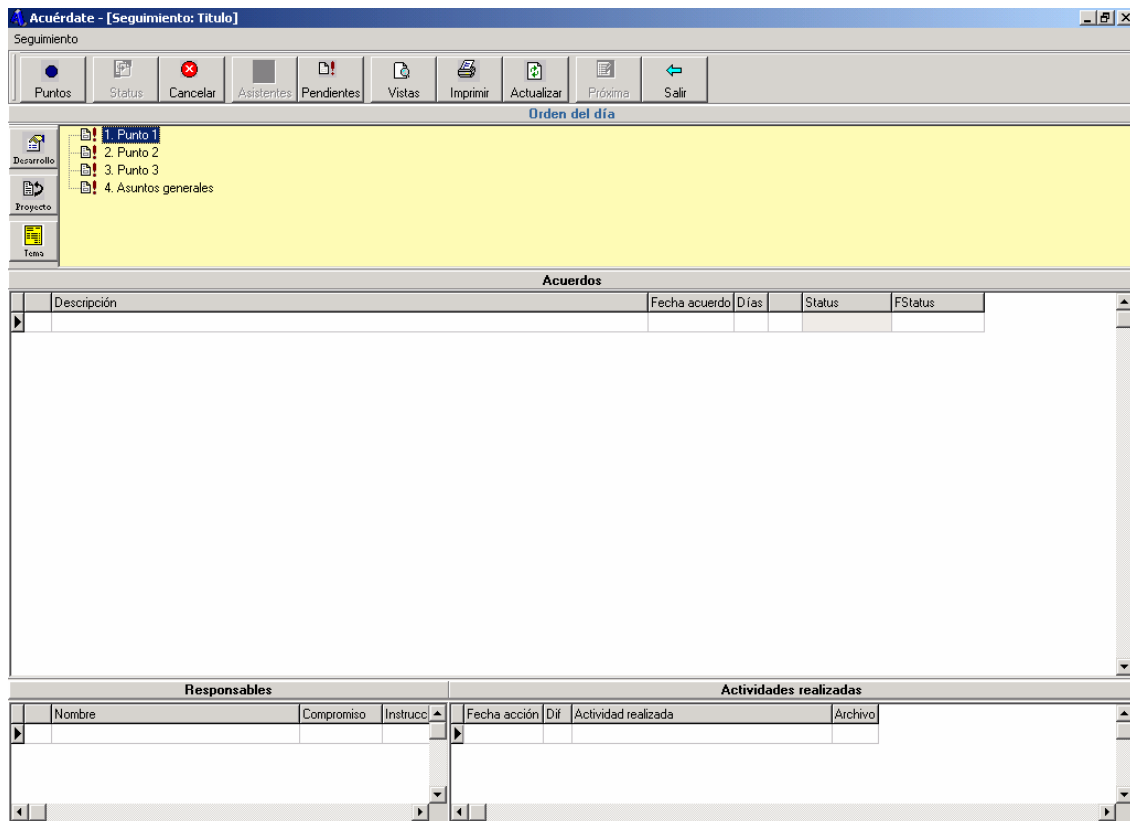 Acuérdate - [Seguimiento: Titulo]
Seguimiento
Puntos Status Cancelar Asistentes Pendientes Vistas Imprimir Actualizar Próxima Salir
Orden del día
Desarrollo
Proyecto
Tema
1. Punto 1
2. Punto 2
3. Punto 3
4. Asuntos generales
Acuerdos
Descripción Fecha acuerdo Días Status FStatus
Responsables
Nombre Compromiso Instrucc
Actividades realizadas
Fecha acción Dif Actividad realizada Archivo